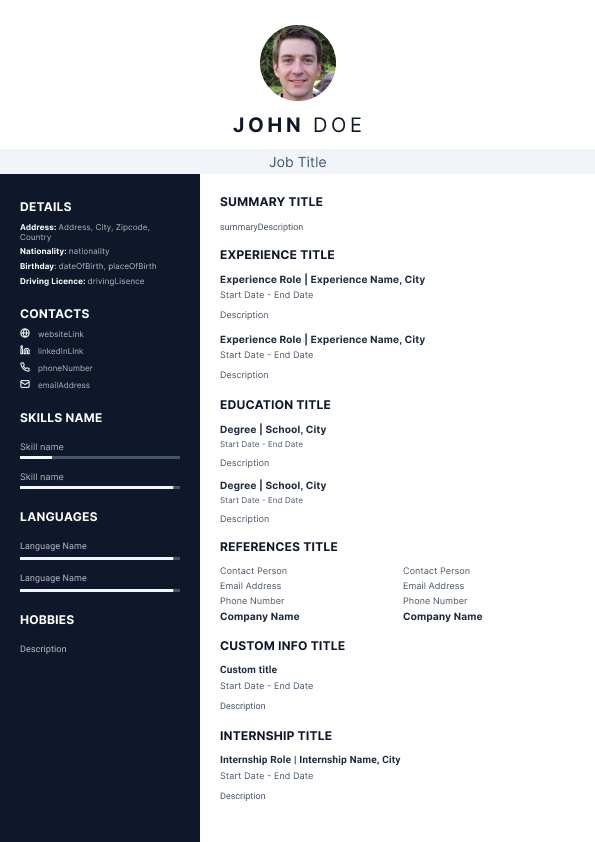 JOHN DOE
Job Title
DETAILS
Address: Address, City, Zipcode,
Country
Nationality: nationality
Birthday: dateOfBirth, placeOfBirth
Driving Licence: drivingLisence
CONTACTS
websiteLink
linkedInLink
phoneNumber
emailAddress
SKILLS NAME
Skill name
Skill name
LANGUAGES
Language Name
Language Name
HOBBIES
Description
SUMMARY TITLE
summaryDescription
EXPERIENCE TITLE
Experience Role | Experience Name, City
Start Date - End Date
Description
Experience Role | Experience Name, City
Start Date - End Date
Description
EDUCATION TITLE
Degree | School, City
Start Date - End Date
Description
Degree | School, City
Start Date - End Date
Description
REFERENCES TITLE
Contact Person
Email Address
Phone Number
Company Name
Contact Person
Email Address
Phone Number
Company Name
CUSTOM INFO TITLE
Custom title
Start Date - End Date
Description
INTERNSHIP TITLE
Internship Role | Internship Name, City
Start Date - End Date
Description